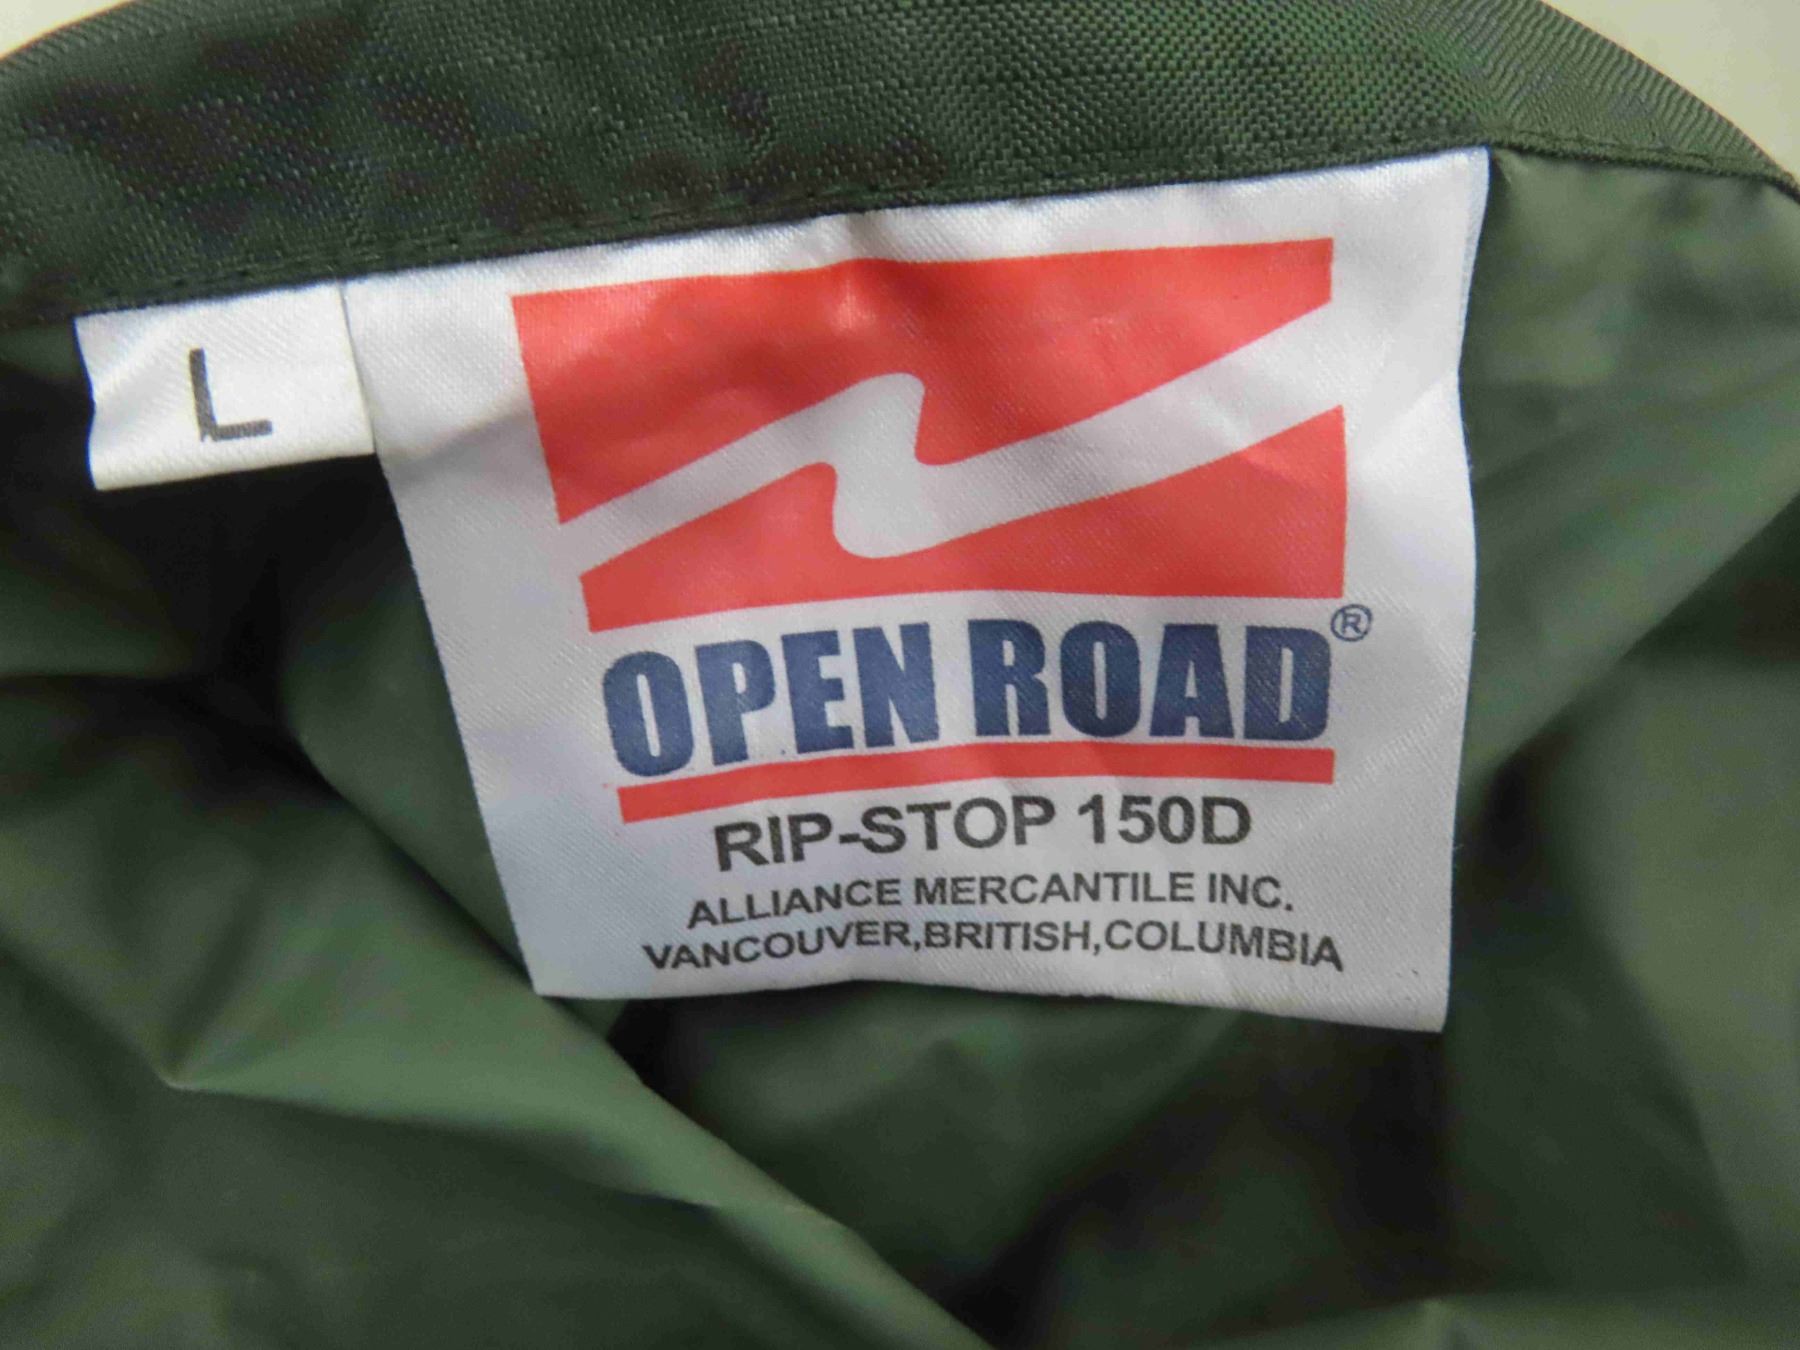 L
OPEN ROAD®
RIP-STOP 150D
ALLIANCE MERCANTILE INC.
VANCOUVER,BRITISH,COLUMBIA